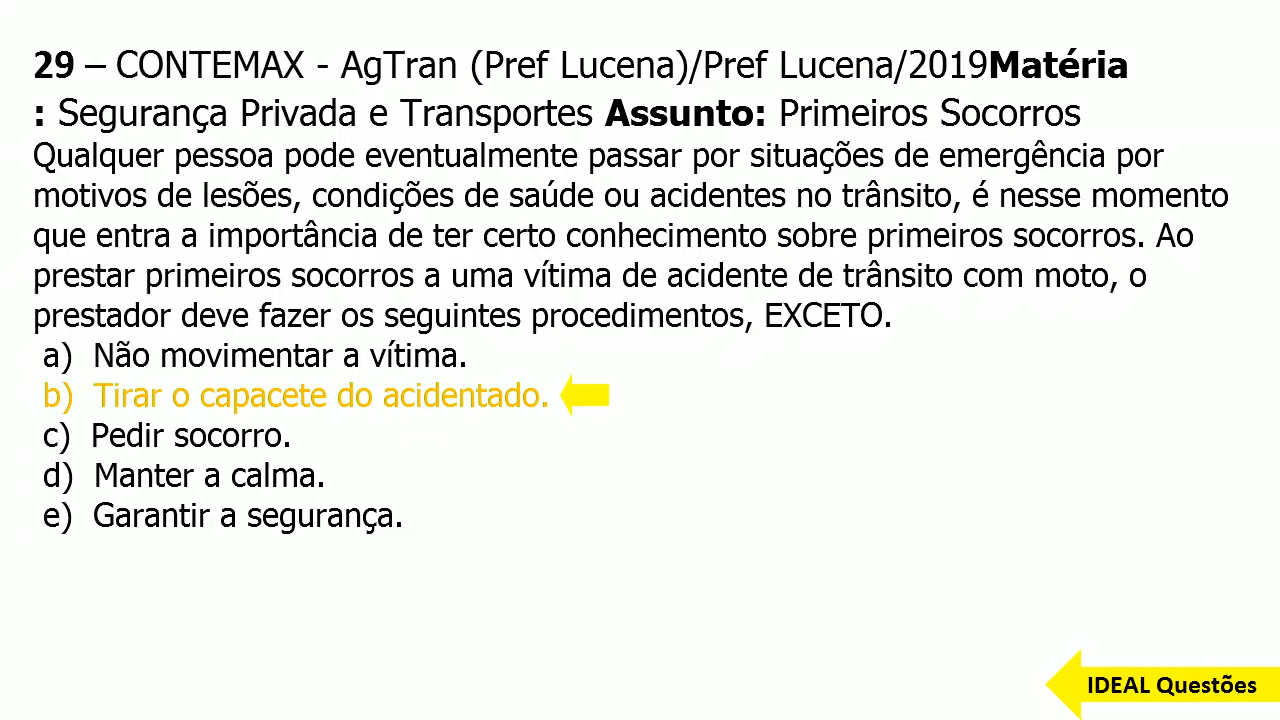 29 – CONTEMAX - AgTran (Pref Lucena)/Pref Lucena/2019Matéria
: Segurança Privada e Transportes Assunto: Primeiros Socorros
Qualquer pessoa pode eventualmente passar por situações de emergência por
motivos de lesões, condições de saúde ou acidentes no trânsito, é nesse momento
que entra a importância de ter certo conhecimento sobre primeiros socorros. Ao
prestar primeiros socorros a uma vítima de acidente de trânsito com moto, o
prestador deve fazer os seguintes procedimentos, EXCETO.
a) Não movimentar a vítima.
b) Tirar o capacete do acidentado.
c) Pedir socorro.
d) Manter a calma.
e) Garantir a segurança.
IDEAL Questões